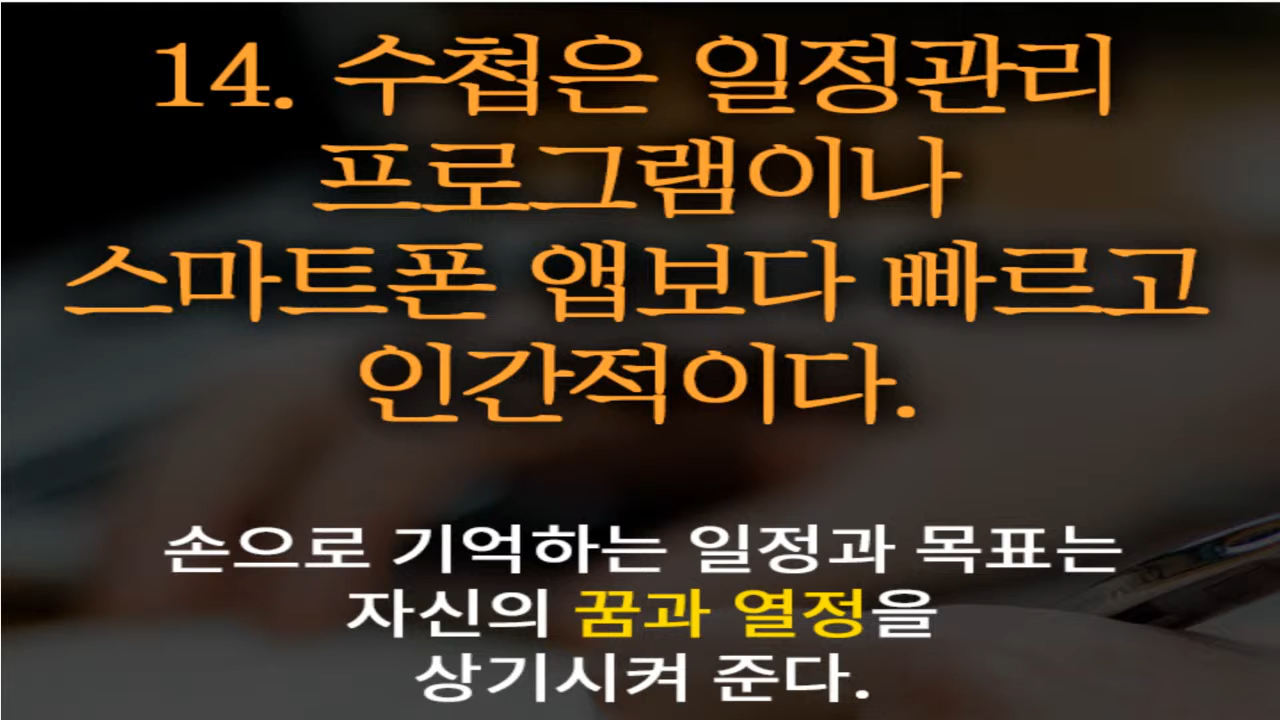 14. 수첩은 일정관리
프로그램이나
스마트폰 앱보다 빠르고
인간적이다.
손으로 기억하는 일정과 목표는
자신의 꿈과 열정을
상기시켜 준다.